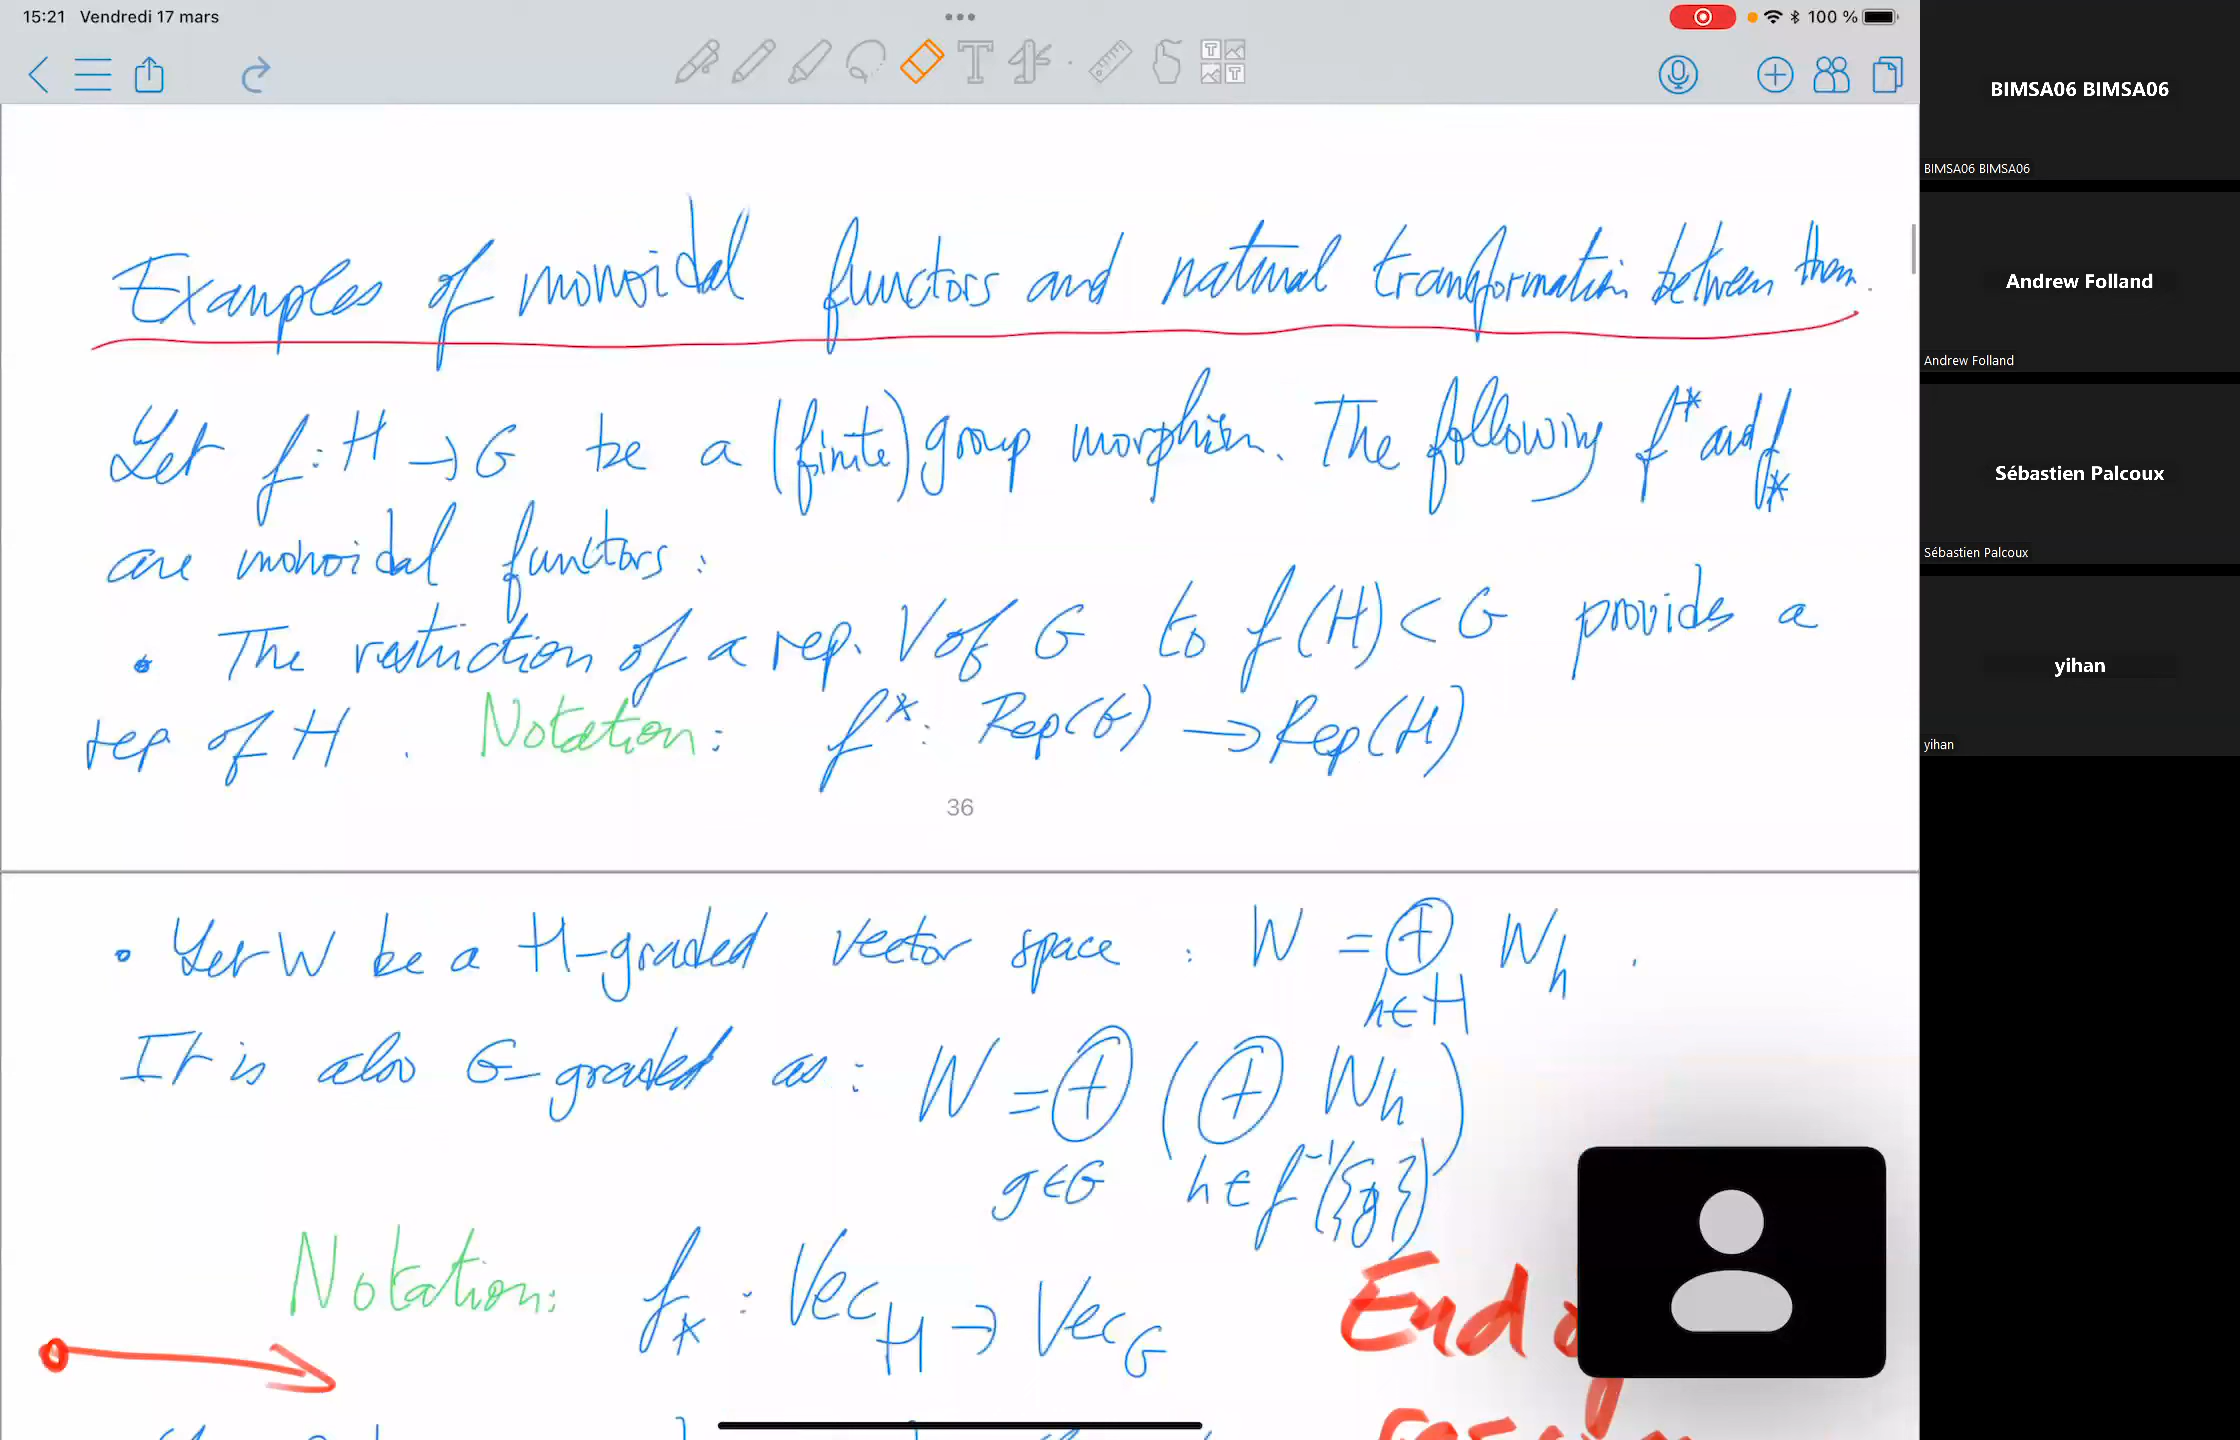 15:21 Vendredi 17 mars
100 %
Examples of monoidal functors and natural transformation between them.
Let f: H → G be a (finite) group morphism. The following f* and f_*
are monoidal functors:
• The restriction of a rep. V of G to f(H) < G provides a
rep of H. Notation: f*: Rep(G) → Rep(H)
36
• Let W be a H-graded vector space: W = ⊕ W_h.
h∈H
It is also G-graded as: W = ⊕ (⊕ W_h)
g∈G h∈f⁻¹({g})
Notation: f_*: Vec_H → Vec_G
End
BIMSA06 BIMSA06
BIMSA06 BIMSA06
Andrew Folland
Andrew Folland
Sébastien Palcoux
Sébastien Palcoux
yihan
yihan